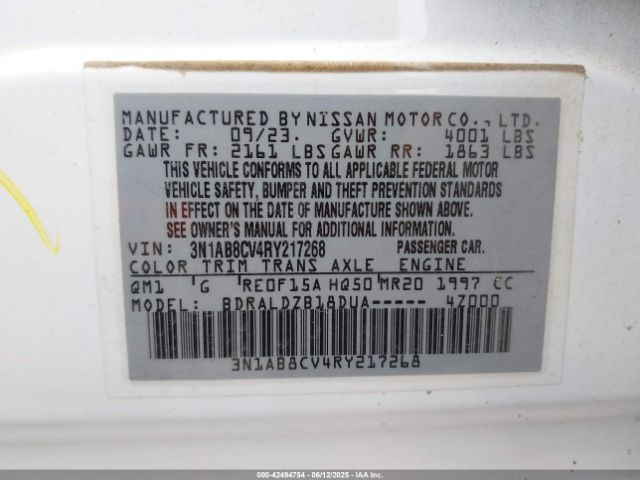 MANUFACTURED BY NISSAN MOTOR CO., LTD.
DATE: 09/23. GVWR: 4001 LBS
GAWR FR: 2161 LBS GAWR RR: 1863 LBS
THIS VEHICLE CONFORMS TO ALL APPLICABLE FEDERAL MOTOR
VEHICLE SAFETY, BUMPER AND THEFT PREVENTION STANDARDS
IN EFFECT ON THE DATE OF MANUFACTURE SHOWN ABOVE.
SEE OWNER'S MANUAL FOR ADDITIONAL INFORMATION
VIN: 3N1AB8CV4RY217268 PASSENGER CAR.
COLOR TRIM TRANS AXLE ENGINE
QM1 'G 'RE0F15A HQ50 MR20 1997 CC
MODEL: BDRALDZB18DUA----- 4Z000
3N1AB8CV4RY217268
000-42494754 - 06/12/2025 - IAAI.COM